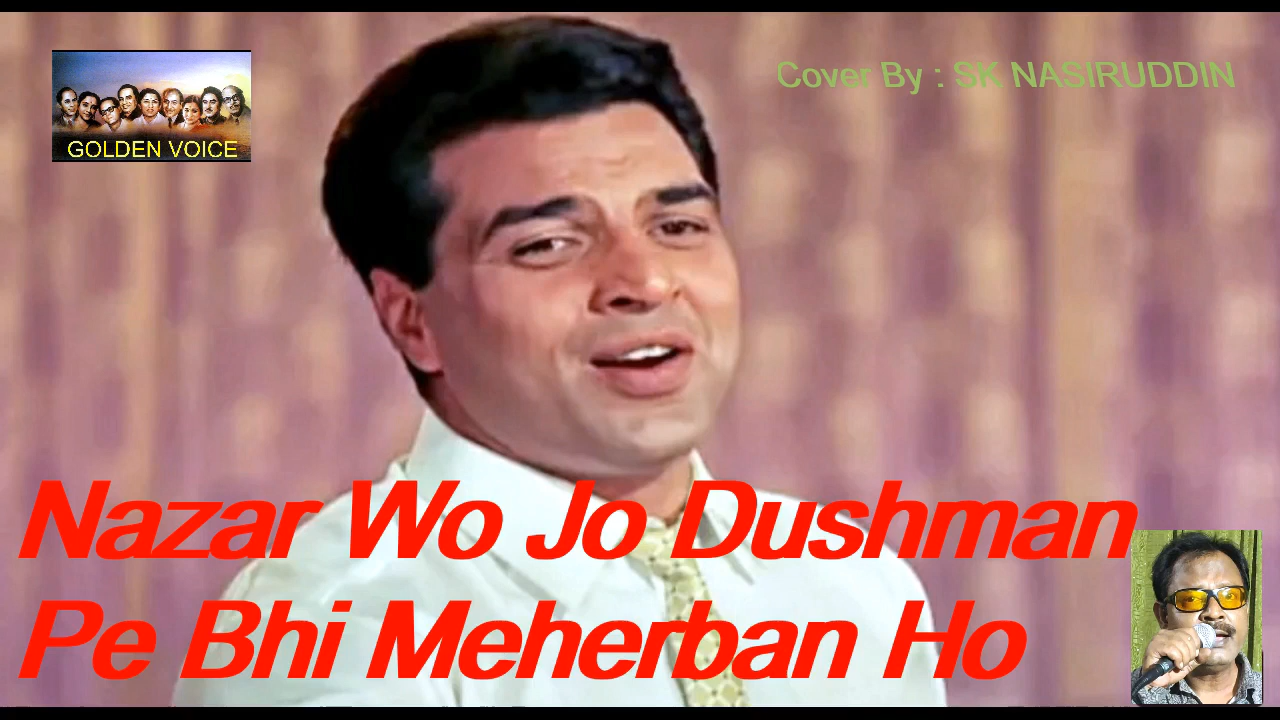 Cover By : SK NASIRUDDIN
GOLDEN VOICE
Nazar Wo Jo Dushman
Pe Bhi Meherban Ho